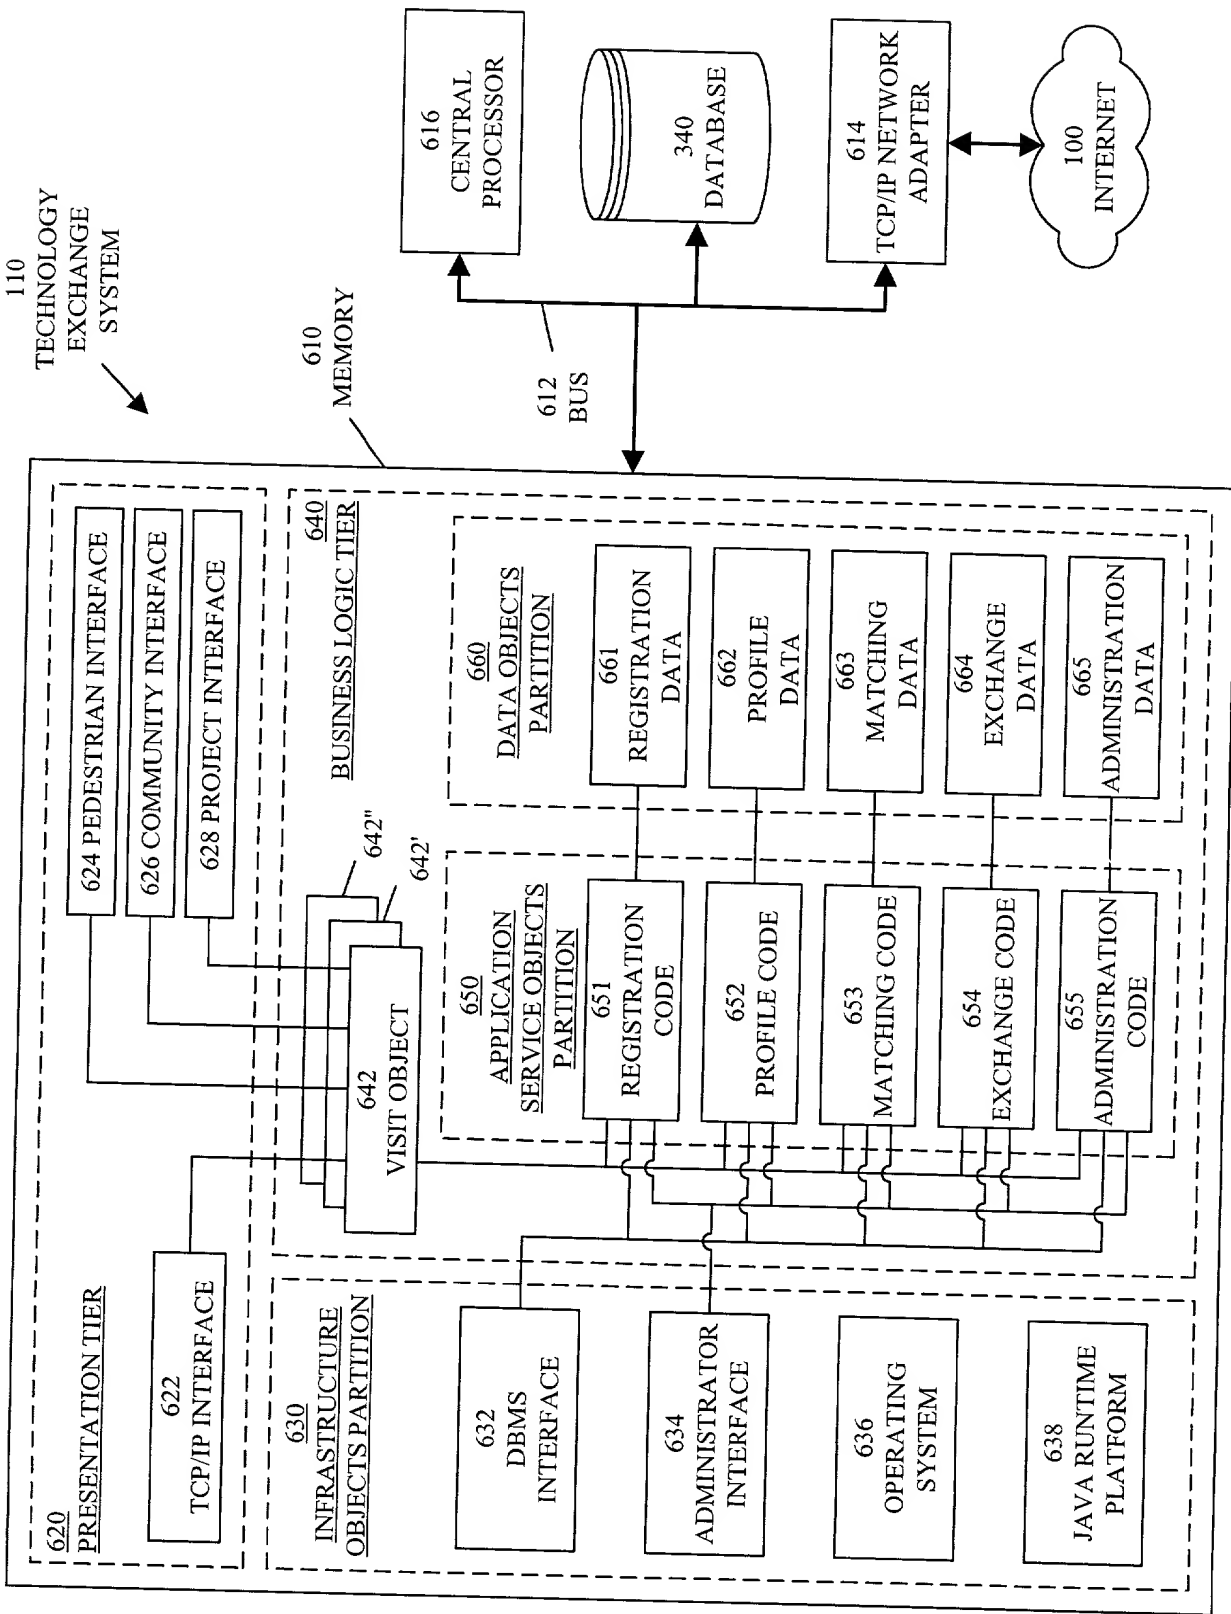 110
TECHNOLOGY
EXCHANGE
SYSTEM
610
MEMORY
620
PRESENTATION TIER
622
TCP/IP INTERFACE
624 PEDESTRIAN INTERFACE
626 COMMUNITY INTERFACE
628 PROJECT INTERFACE
630
INFRASTRUCTURE
OBJECTS PARTITION
632
DBMS
INTERFACE
634
ADMINISTRATOR
INTERFACE
636
OPERATING
SYSTEM
638
JAVA RUNTIME
PLATFORM
640
BUSINESS LOGIC TIER
642"
642'
642
VISIT OBJECT
650
APPLICATION
SERVICE OBJECTS
PARTITION
651
REGISTRATION
CODE
652
PROFILE CODE
653
MATCHING CODE
654
EXCHANGE CODE
655
ADMINISTRATION
CODE
660
DATA OBJECTS
PARTITION
661
REGISTRATION
DATA
662
PROFILE
DATA
663
MATCHING
DATA
664
EXCHANGE
DATA
665
ADMINISTRATION
DATA
612
BUS
616
CENTRAL
PROCESSOR
340
DATABASE
614
TCP/IP NETWORK
ADAPTER
100
INTERNET